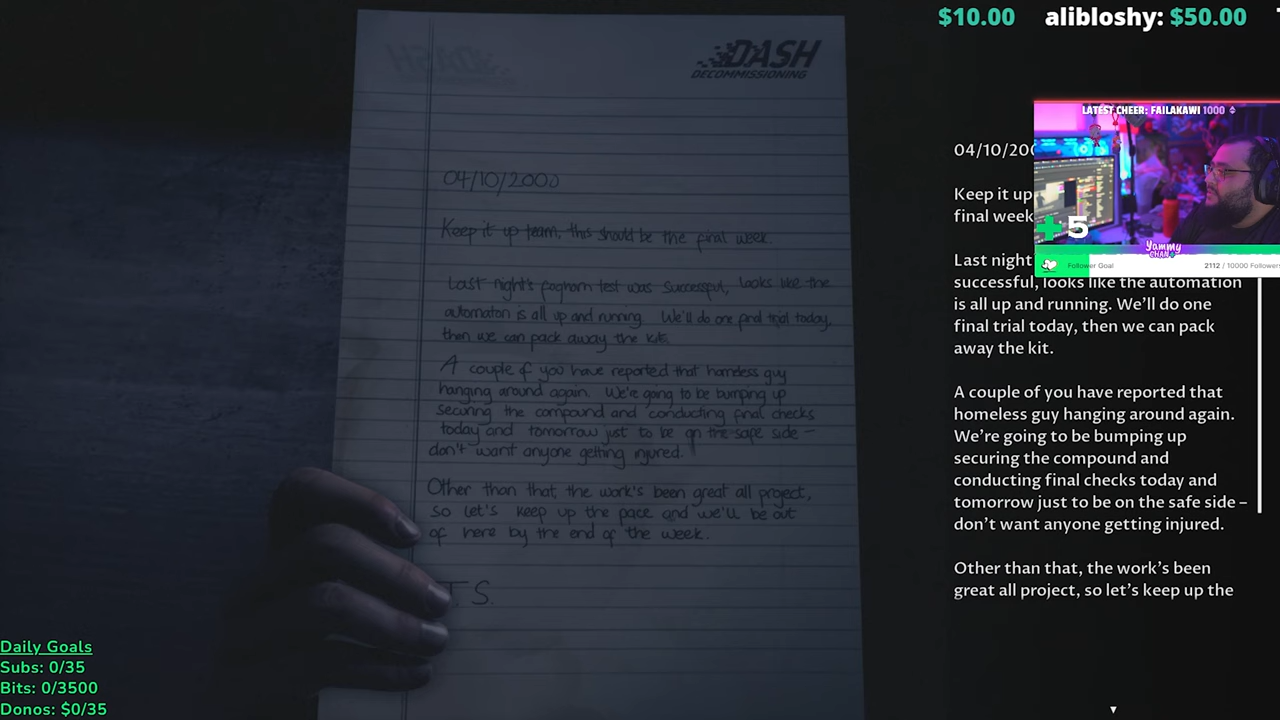 $10.00 alibloshy: $50.00
DASH
DECOMMISSIONING
04/10/2000
Keep it up team, this should be the final week.
Last night's foghorn test was successful, looks like the
automation is all up and running. We'll do one final trial today,
then we can pack away the kit.
A couple of you have reported that homeless guy
hanging around again. We're going to be bumping up
securing the compound and conducting final checks
today and tomorrow just to be on the safe side –
don't want anyone getting injured.
Other than that the work's been great all project,
so let's keep up the pace and we'll be out
of here by the end of the week.
T.S.
LATEST CHEER: FAILAKAWI 1000
5
Yammy
CHAN
Follower Goal 2112 / 10000 Followers
04/10/200
Keep it up
final week
Last night
successful, looks like the
automation
is all up and running. We'll do one
final trial today, then we can pack
away the kit.
A couple of you have reported that
homeless guy hanging around again.
We're going to be bumping up
securing the compound and
conducting final checks today and
tomorrow just to be on the safe side –
don't want anyone getting injured.
Other than that, the work's been
great all project, so let's keep up the
Daily Goals
Subs: 0/35
Bits: 0/3500
Donos: $0/35